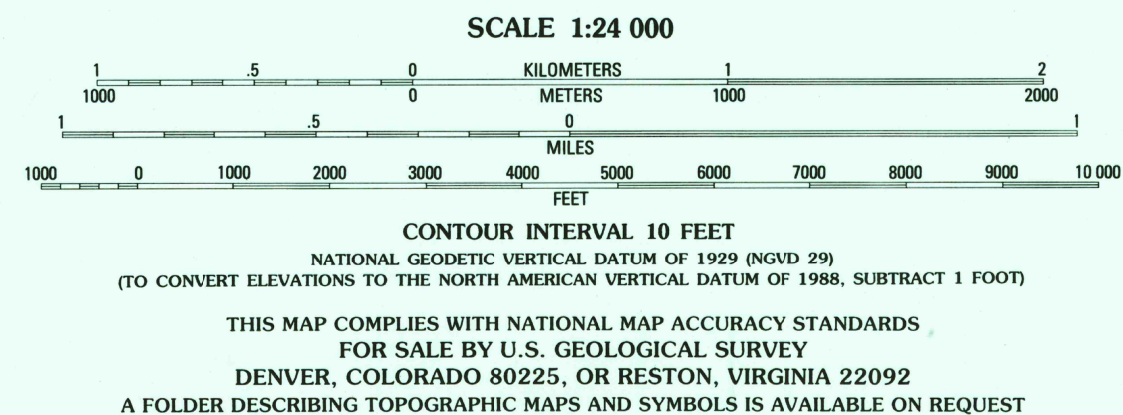 SCALE 1:24 000
1 .5 0 KILOMETERS 1 2
1000 0 METERS 1000 2000
1 .5 0 1
MILES
1000 0 1000 2000 3000 4000 5000 6000 7000 8000 9000 10 000
FEET
CONTOUR INTERVAL 10 FEET
NATIONAL GEODETIC VERTICAL DATUM OF 1929 (NGVD 29)
(TO CONVERT ELEVATIONS TO THE NORTH AMERICAN VERTICAL DATUM OF 1988, SUBTRACT 1 FOOT)
THIS MAP COMPLIES WITH NATIONAL MAP ACCURACY STANDARDS
FOR SALE BY U.S. GEOLOGICAL SURVEY
DENVER, COLORADO 80225, OR RESTON, VIRGINIA 22092
A FOLDER DESCRIBING TOPOGRAPHIC MAPS AND SYMBOLS IS AVAILABLE ON REQUEST